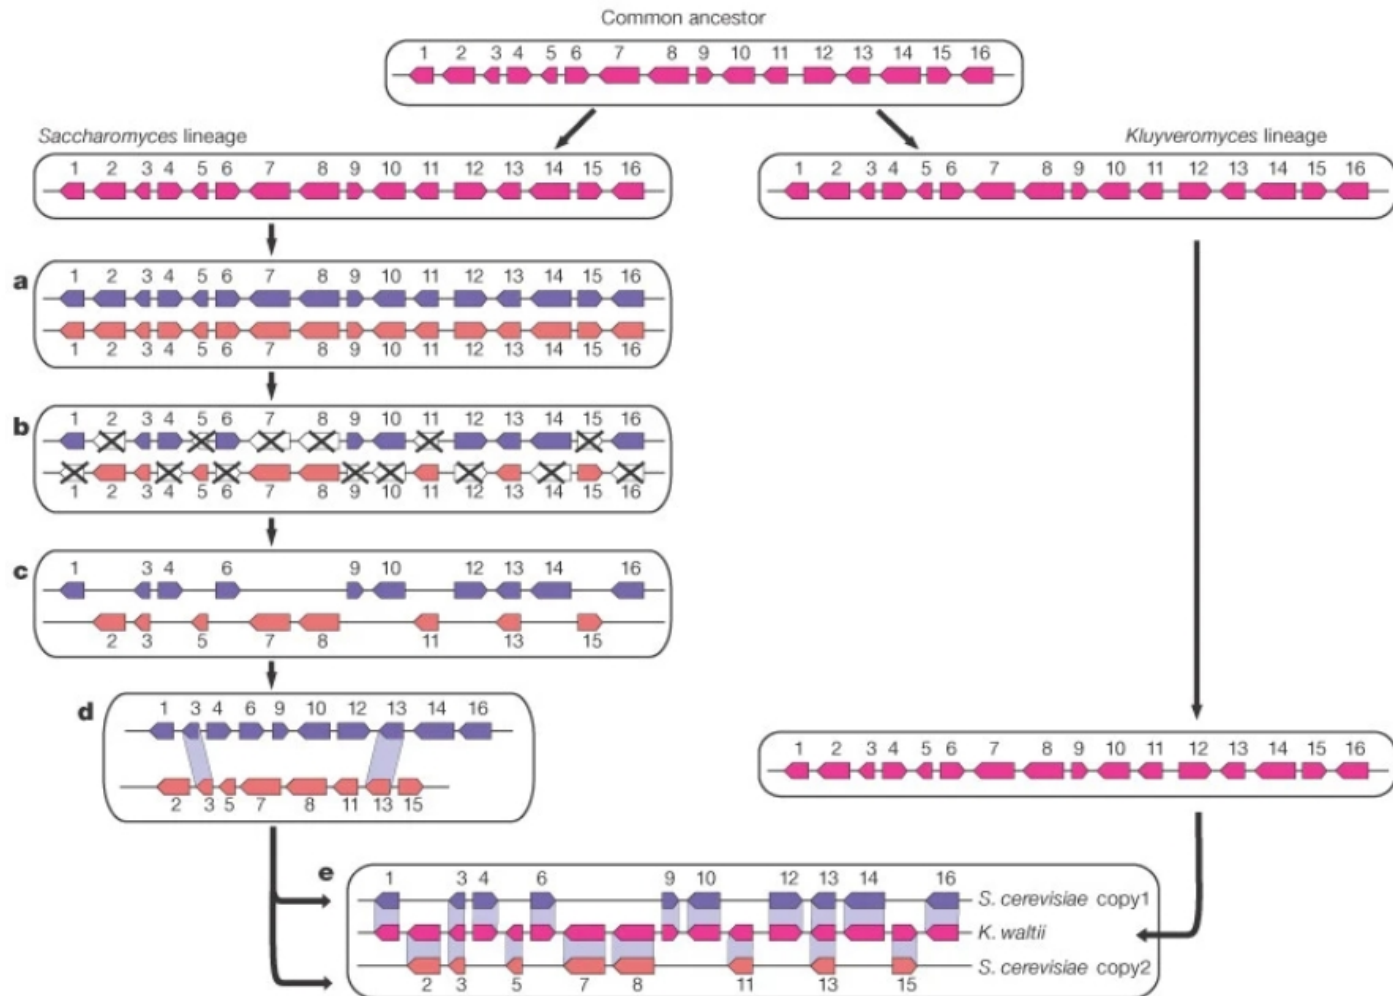 Common ancestor
1 2 3 4 5 6 7 8 9 10 11 12 13 14 15 16
Saccharomyces lineage
1 2 3 4 5 6 7 8 9 10 11 12 13 14 15 16
Kluyveromyces lineage
1 2 3 4 5 6 7 8 9 10 11 12 13 14 15 16
a
1 2 3 4 5 6 7 8 9 10 11 12 13 14 15 16
1 2 3 4 5 6 7 8 9 10 11 12 13 14 15 16
b
1 2 3 4 5 6 7 8 9 10 11 12 13 14 15 16
1 2 3 4 5 6 7 8 9 10 11 12 13 14 15 16
c
1 3 4 6 9 10 12 13 14 16
2 3 5 7 8 11 13 15
d
1 3 4 6 9 10 12 13 14 16
2 3 5 7 8 11 13 15
1 2 3 4 5 6 7 8 9 10 11 12 13 14 15 16
e
1 3 4 6 9 10 12 13 14 16
S. cerevisiae copy1
K. waltii
S. cerevisiae copy2
2 3 5 7 8 11 13 15